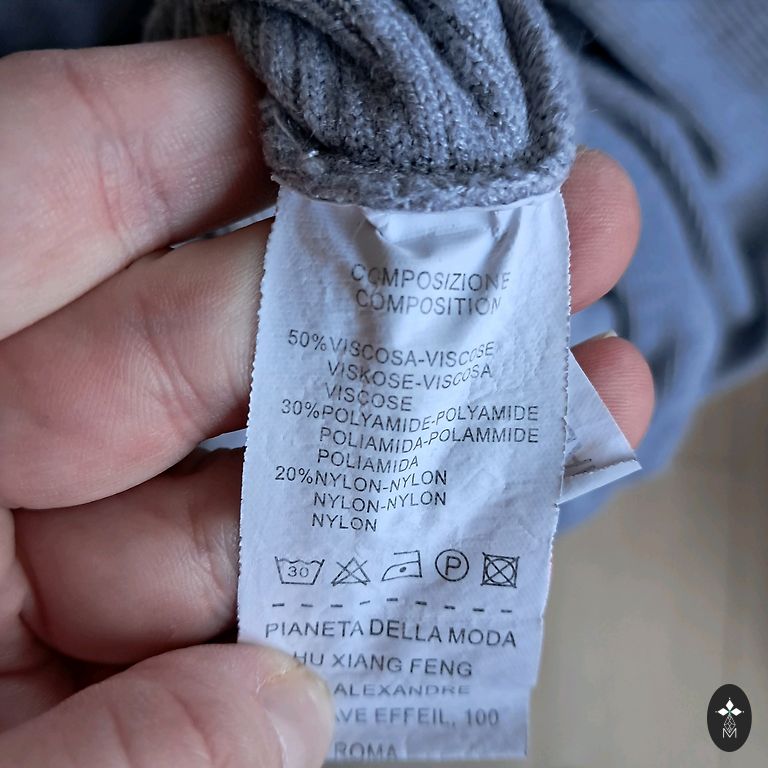 COMPOSIZIONE
COMPOSITION
50%VISCOSA-VISCOSE
VISKOSE-VISCOSA
VISCOSE
30%POLYAMIDE-POLYAMIDE
POLIAMIDA-POLAMMIDE
POLIAMIDA
20%NYLON-NYLON
NYLON-NYLON
NYLON
30 P
PIANETA DELLA MODA
HU XIANG FENG
ALEXANDRE
AVE EFFEIL, 100
ROMA
M